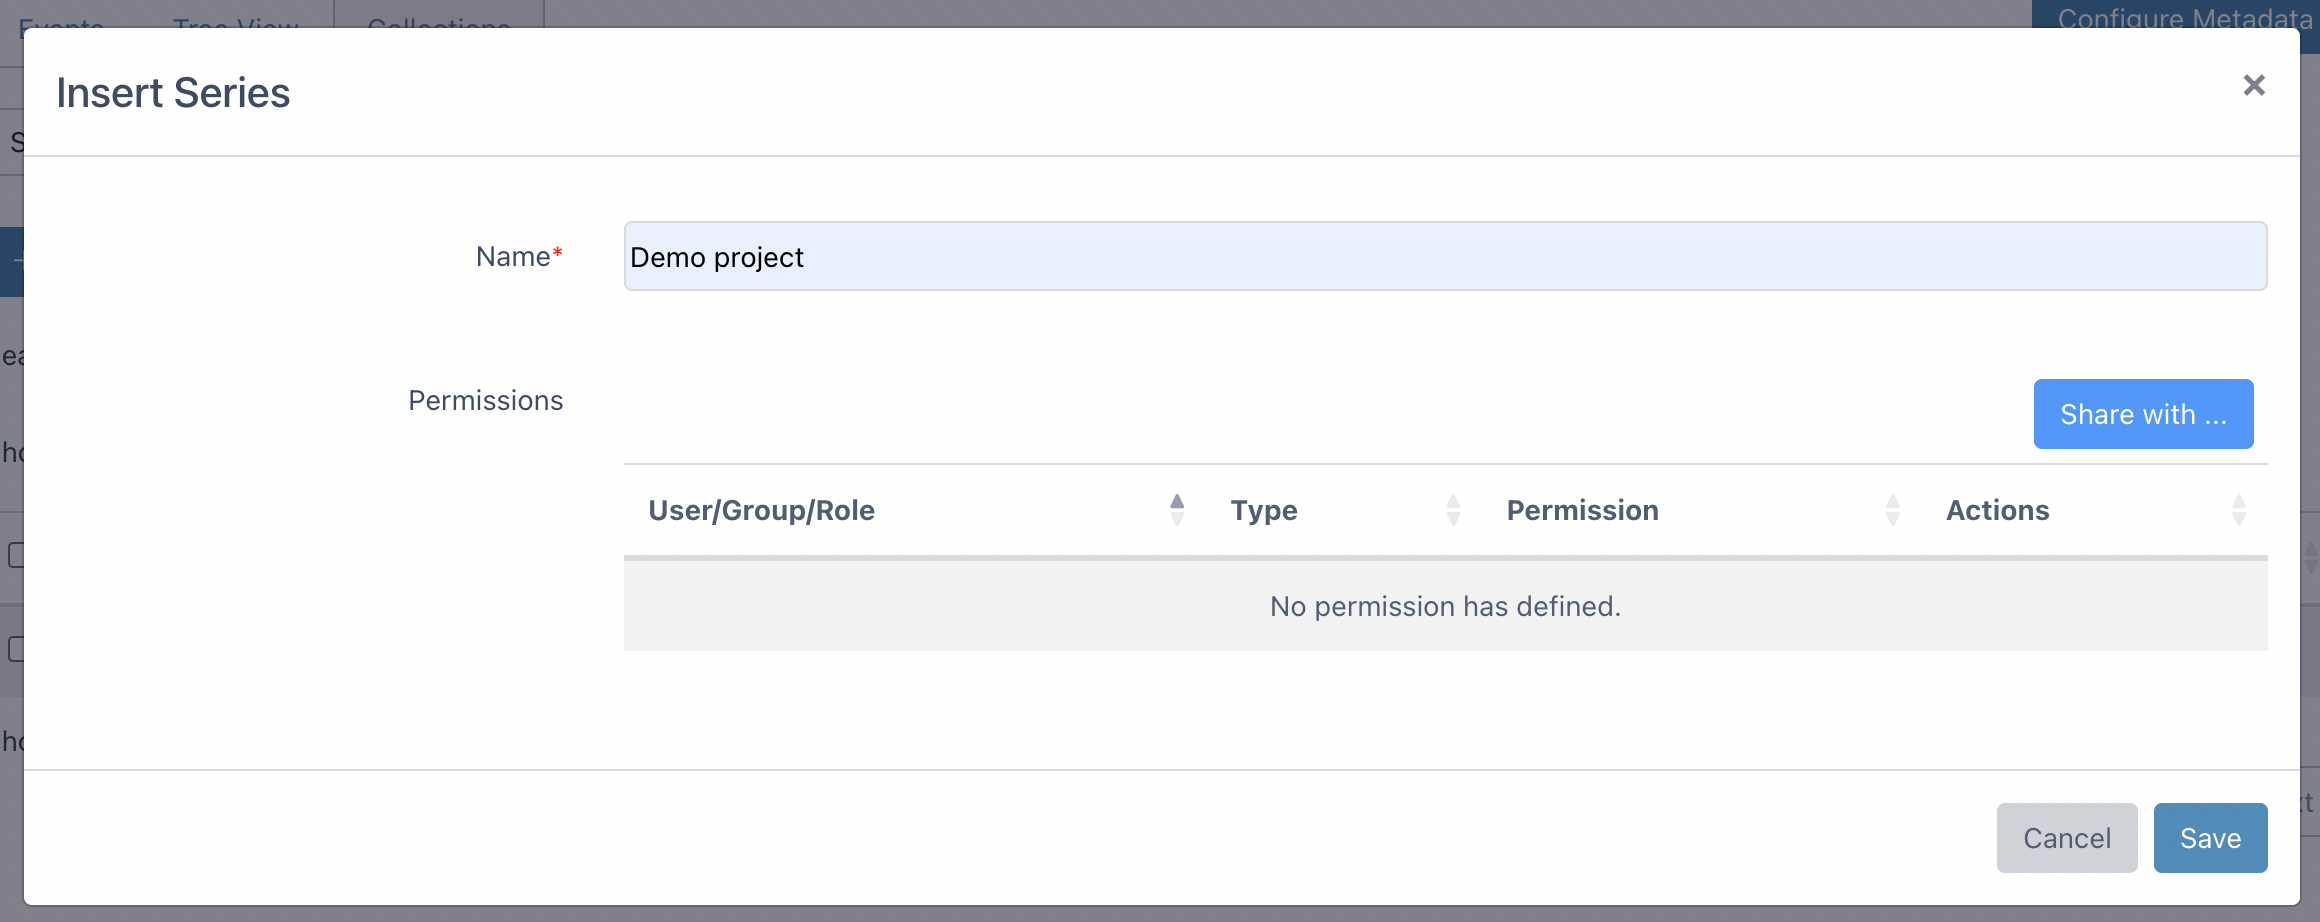 Events Tree View Collections Configure Metadata
Insert Series
Name*
Demo project
Permissions
Share with ...
User/Group/Role Type Permission Actions
No permission has defined.
Cancel Save